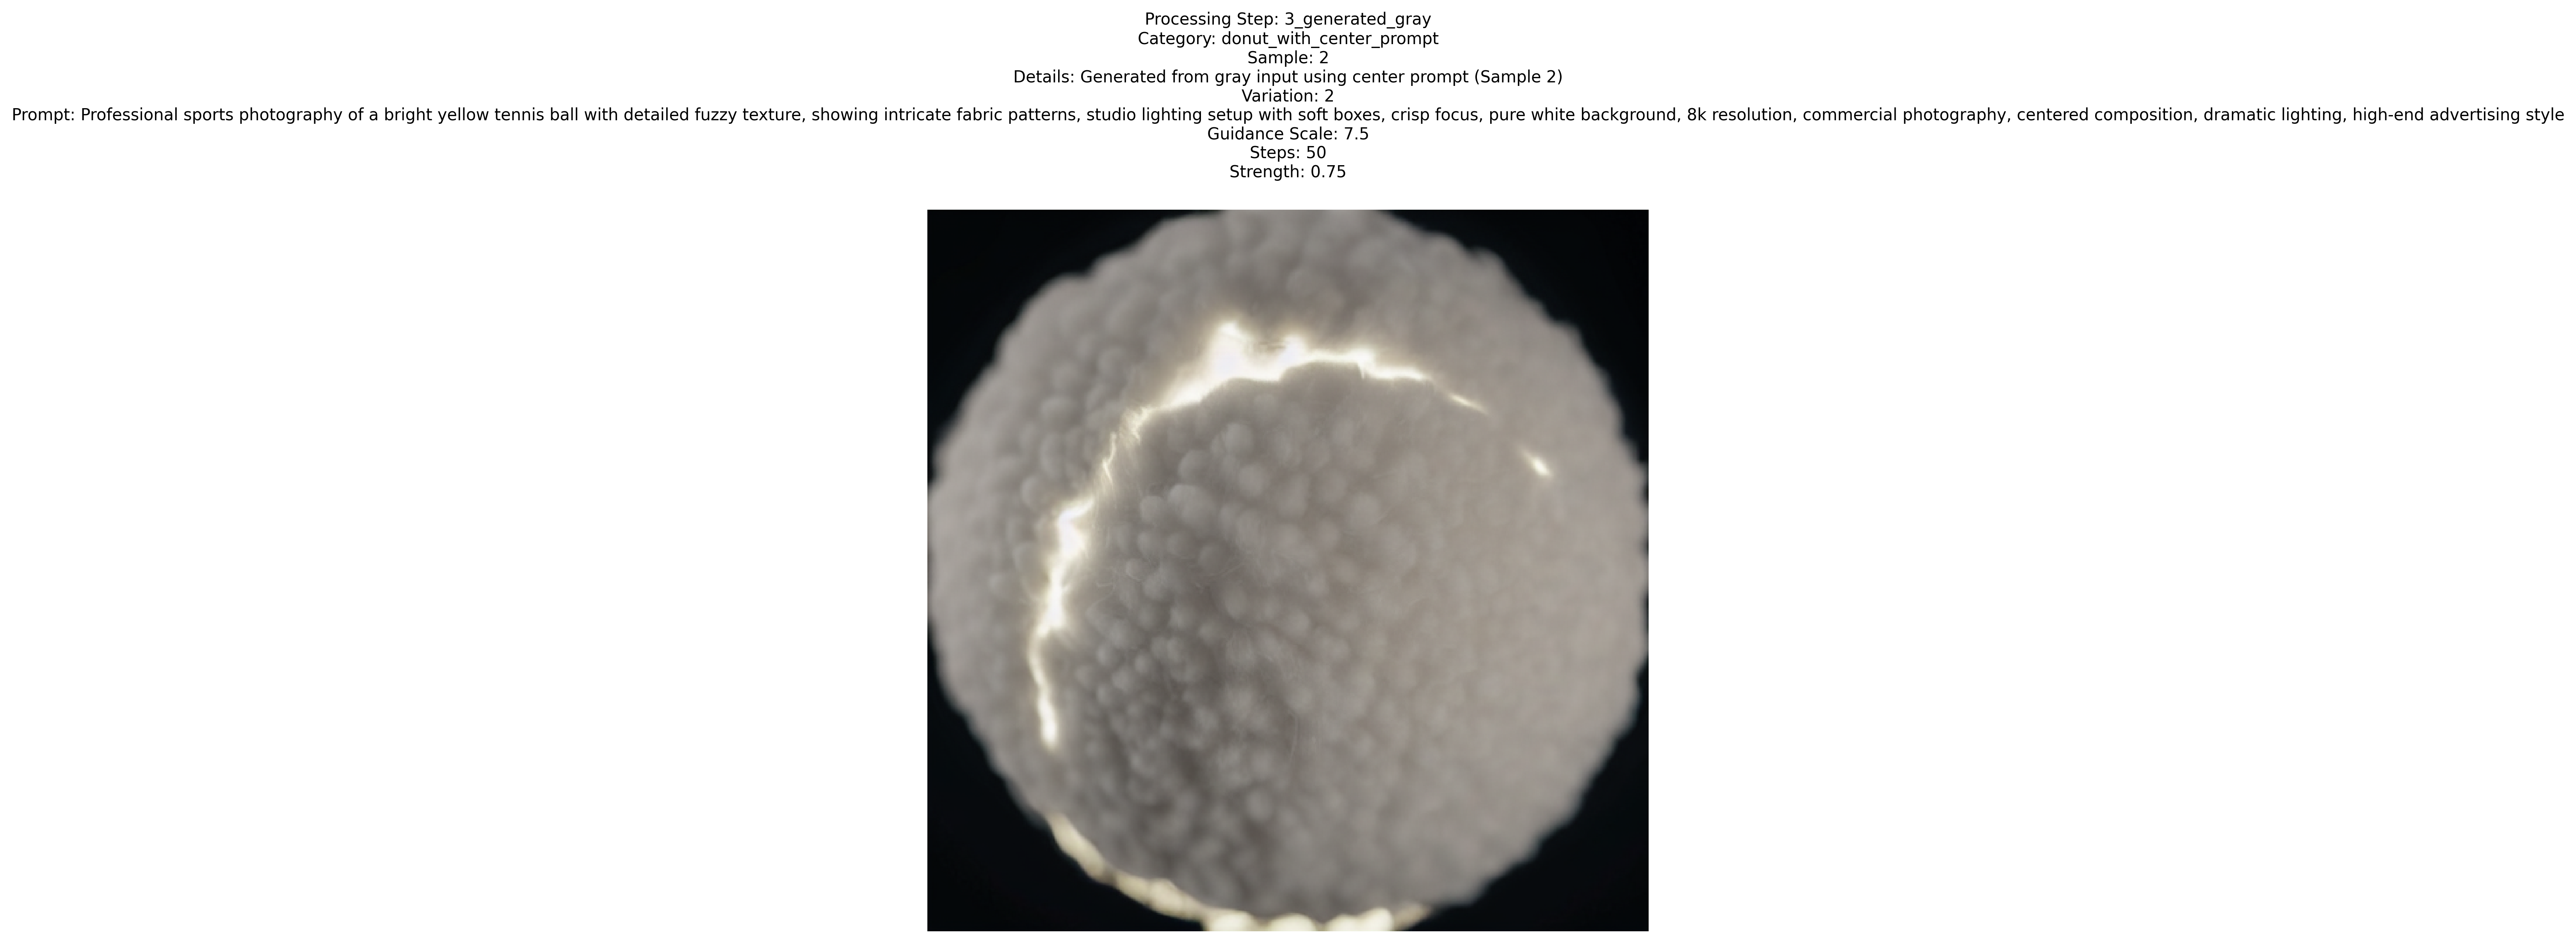 Processing Step: 3_generated_gray
Category: donut_with_center_prompt
Sample: 2
Details: Generated from gray input using center prompt (Sample 2)
Variation: 2
Prompt: Professional sports photography of a bright yellow tennis ball with detailed fuzzy texture, showing intricate fabric patterns, studio lighting setup with soft boxes, crisp focus, pure white background, 8k resolution, commercial photography, centered composition, dramatic lighting, high-end advertising style
Guidance Scale: 7.5
Steps: 50
Strength: 0.75